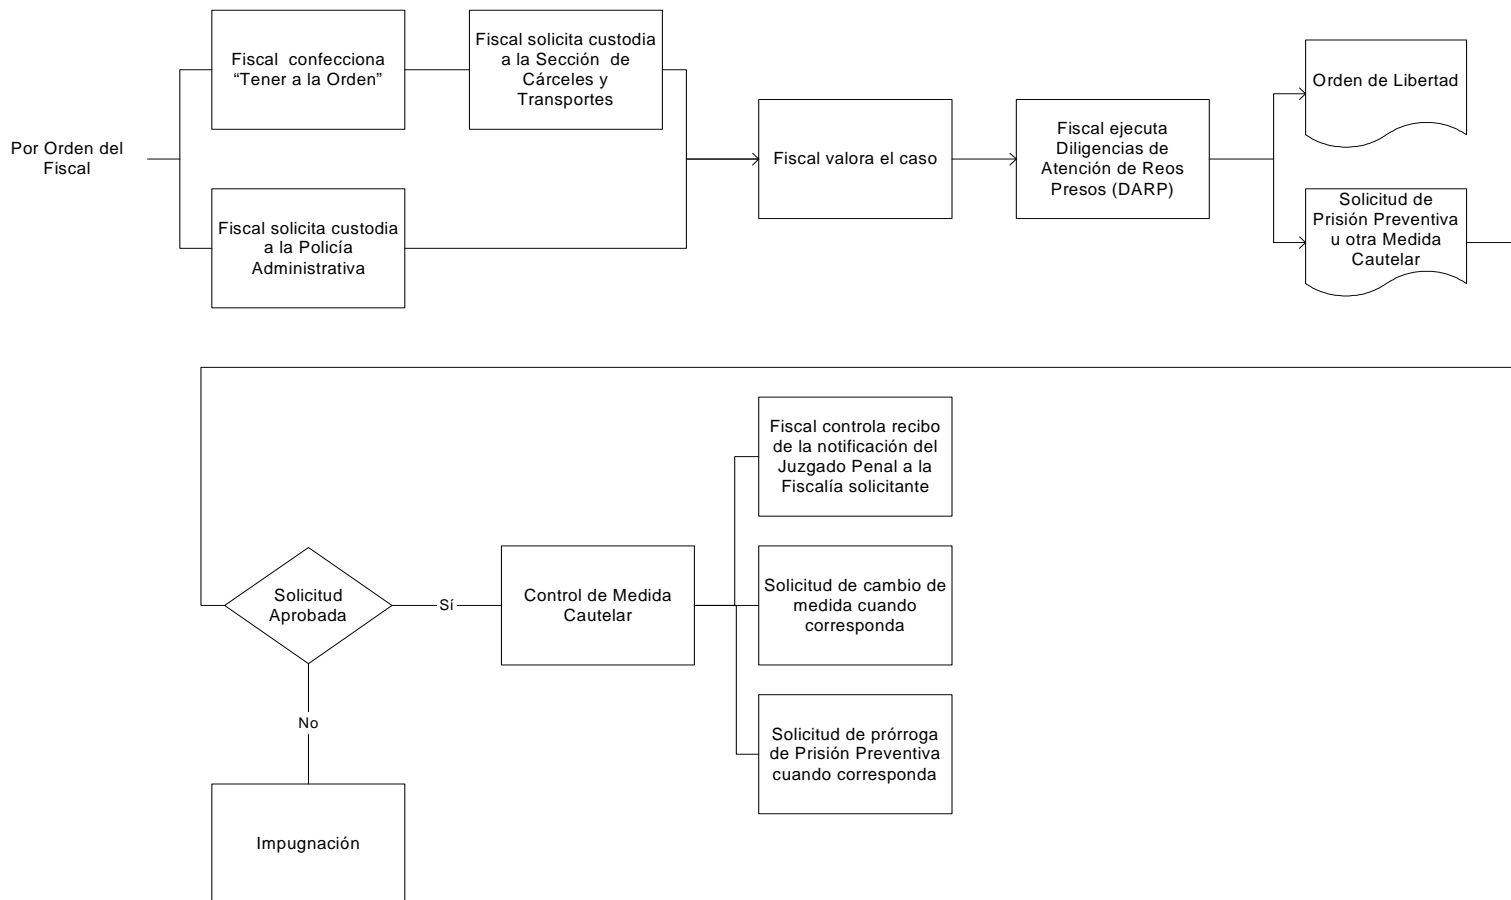 Por Orden del
Fiscal
Fiscal confecciona
“Tener a la Orden”
Fiscal solicita custodia
a la Sección de
Cárceles y
Transportes
Fiscal solicita custodia
a la Policía
Administrativa
Fiscal valora el caso
Fiscal ejecuta
Diligencias de
Atención de Reos
Presos (DARP)
Orden de Libertad
Solicitud de
Prisión Preventiva
u otra Medida
Cautelar
Solicitud
Aprobada
Sí
No
Impugnación
Control de Medida
Cautelar
Fiscal controla recibo
de la notificación del
Juzgado Penal a la
Fiscalía solicitante
Solicitud de cambio de
medida cuando
corresponda
Solicitud de prórroga
de Prisión Preventiva
cuando corresponda